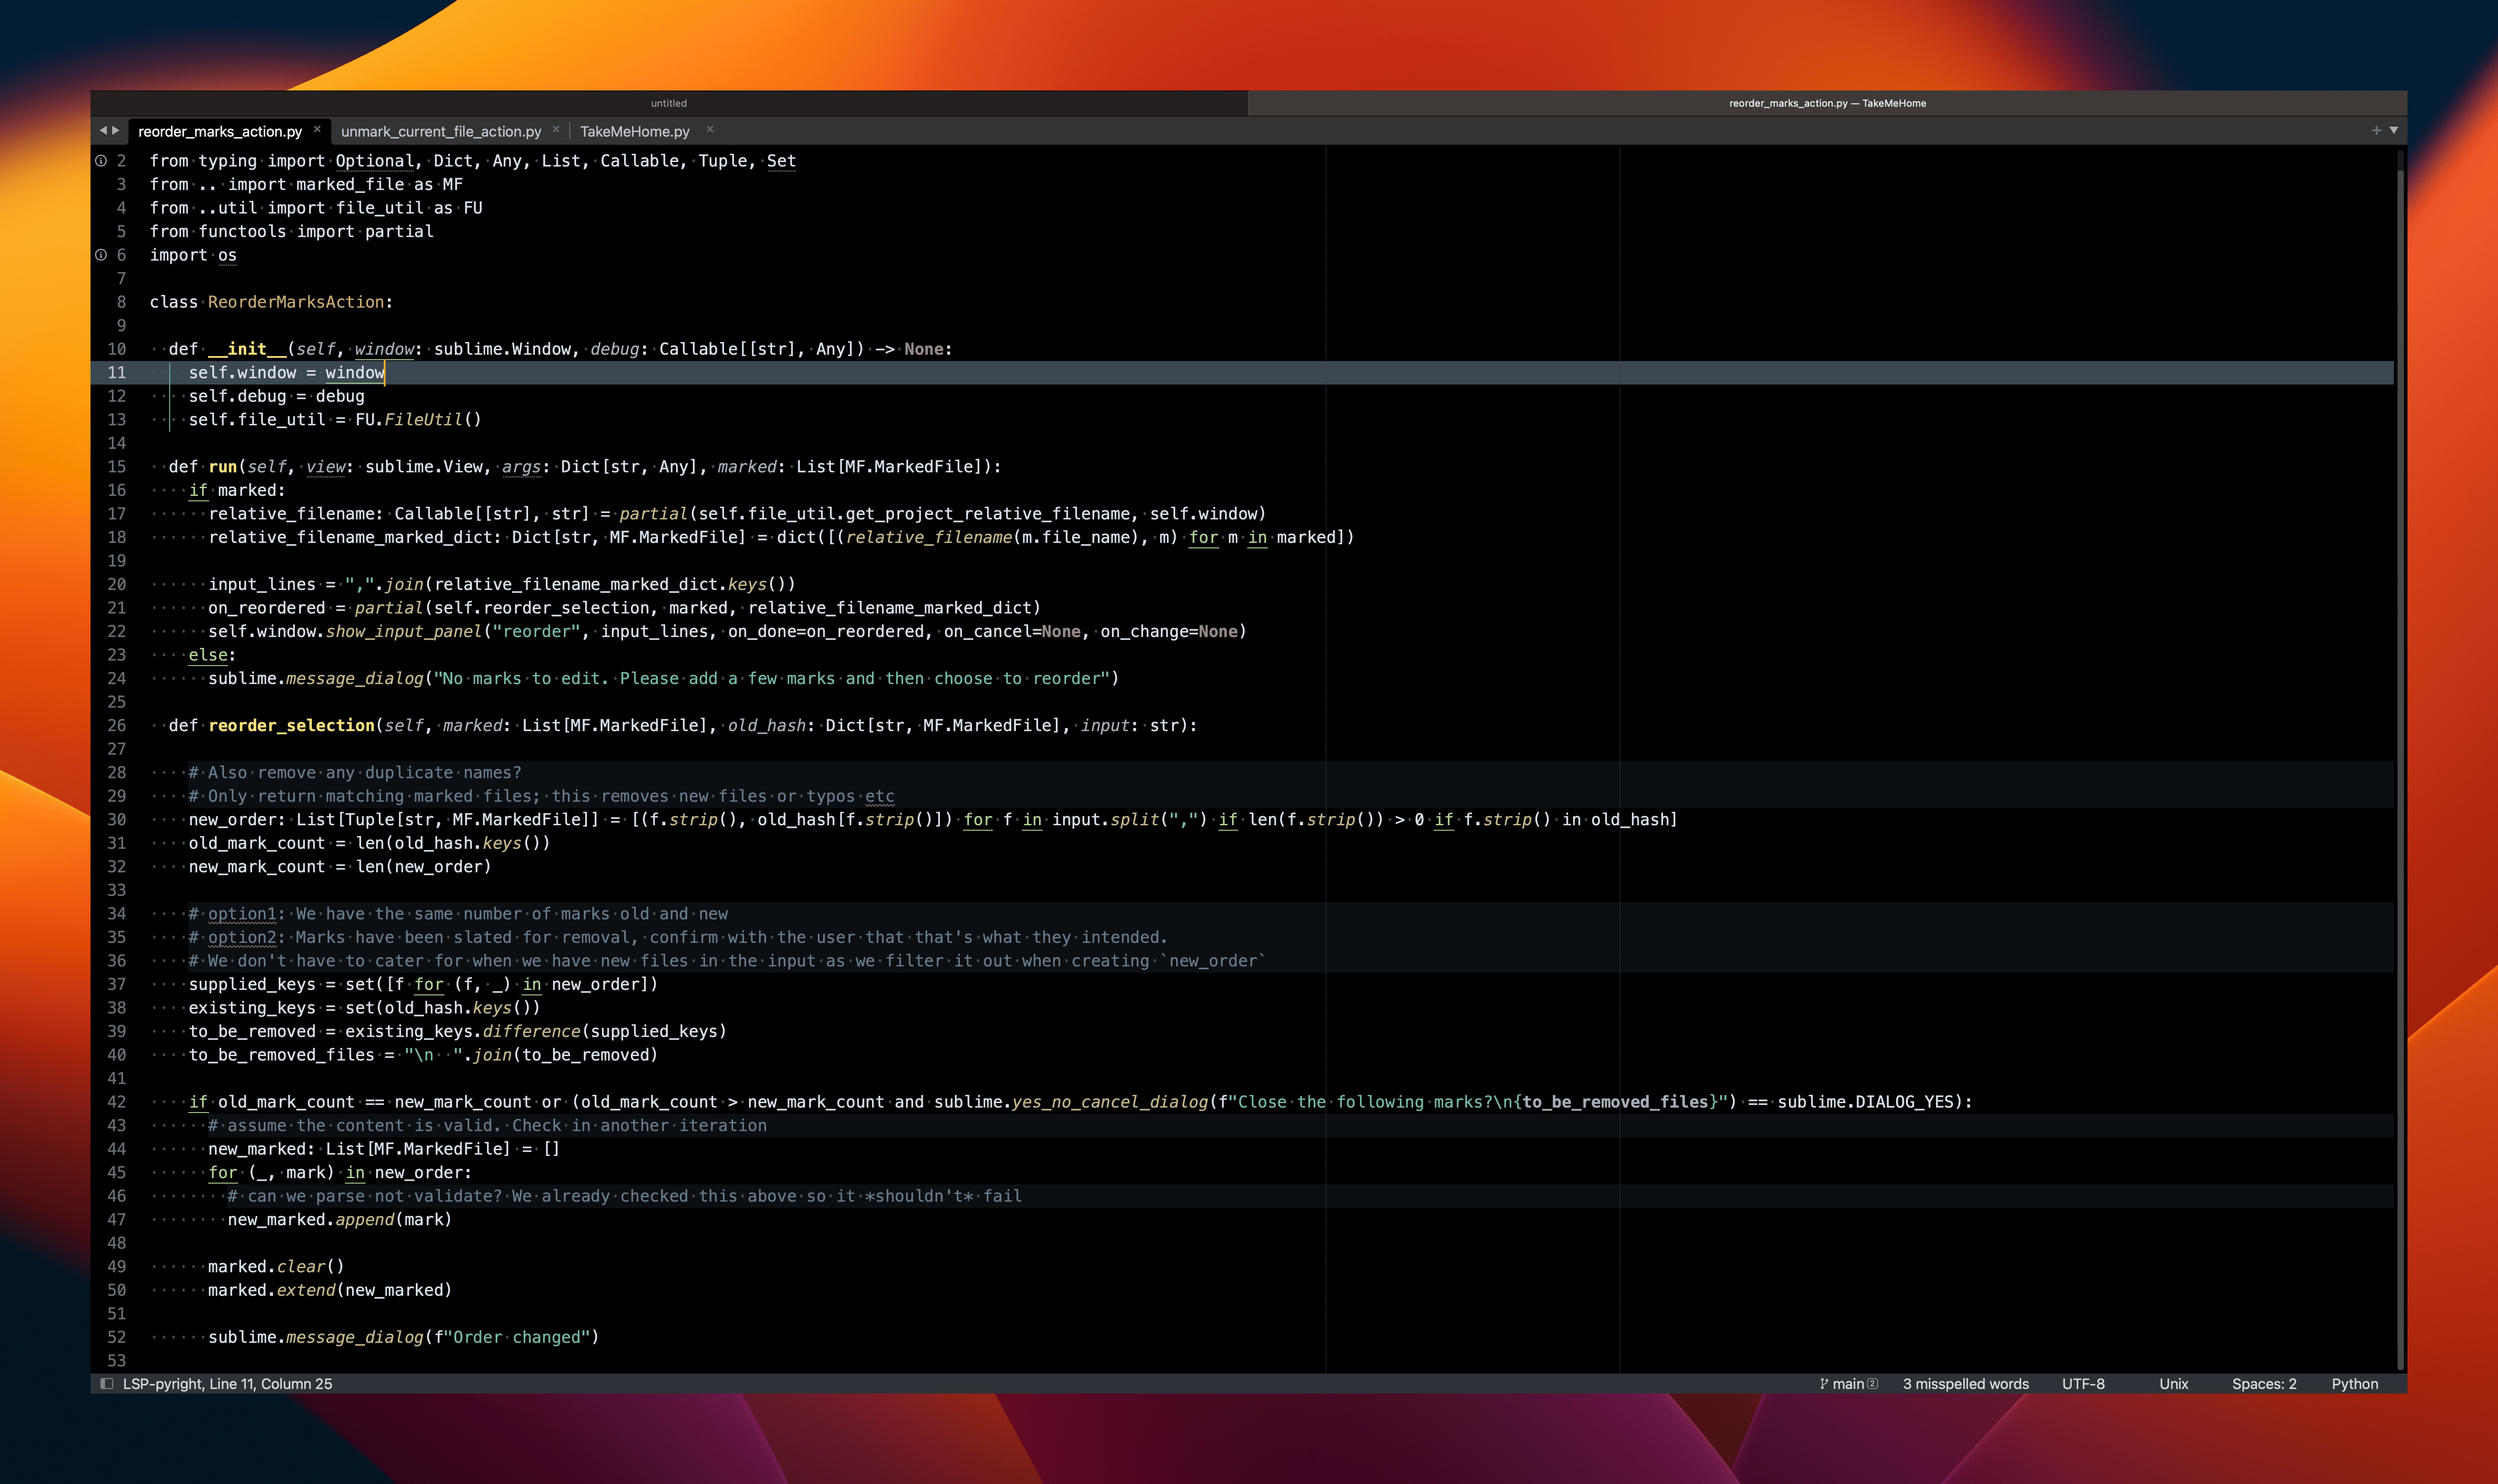 untitled
reorder_marks_action.py — TakeMeHome
reorder_marks_action.py × unmark_current_file_action.py × TakeMeHome.py ×
2 from typing import Optional, Dict, Any, List, Callable, Tuple, Set
3 from .. import marked_file as MF
4 from ..util import file_util as FU
5 from functools import partial
6 import os
7
8 class ReorderMarksAction:
9
10   def __init__(self, window: sublime.Window, debug: Callable[[str], Any]) -> None:
11     self.window = window
12     self.debug = debug
13     self.file_util = FU.FileUtil()
14
15   def run(self, view: sublime.View, args: Dict[str, Any], marked: List[MF.MarkedFile]):
16     if marked:
17       relative_filename: Callable[[str], str] = partial(self.file_util.get_project_relative_filename, self.window)
18       relative_filename_marked_dict: Dict[str, MF.MarkedFile] = dict([(relative_filename(m.file_name), m) for m in marked])
19
20       input_lines = ",".join(relative_filename_marked_dict.keys())
21       on_reordered = partial(self.reorder_selection, marked, relative_filename_marked_dict)
22       self.window.show_input_panel("reorder", input_lines, on_done=on_reordered, on_cancel=None, on_change=None)
23     else:
24       sublime.message_dialog("No marks to edit. Please add a few marks and then choose to reorder")
25
26   def reorder_selection(self, marked: List[MF.MarkedFile], old_hash: Dict[str, MF.MarkedFile], input: str):
27
28     # Also remove any duplicate names?
29     # Only return matching marked files; this removes new files or typos etc
30     new_order: List[Tuple[str, MF.MarkedFile]] = [(f.strip(), old_hash[f.strip()]) for f in input.split(",") if len(f.strip()) > 0 if f.strip() in old_hash]
31     old_mark_count = len(old_hash.keys())
32     new_mark_count = len(new_order)
33
34     # option1: We have the same number of marks old and new
35     # option2: Marks have been slated for removal, confirm with the user that that's what they intended.
36     # We don't have to cater for when we have new files in the input as we filter it out when creating `new_order`
37     supplied_keys = set([f for (f, _) in new_order])
38     existing_keys = set(old_hash.keys())
39     to_be_removed = existing_keys.difference(supplied_keys)
40     to_be_removed_files = "\n  ".join(to_be_removed)
41
42     if old_mark_count == new_mark_count or (old_mark_count > new_mark_count and sublime.yes_no_cancel_dialog(f"Close the following marks?\n{to_be_removed_files}") == sublime.DIALOG_YES):
43       # assume the content is valid. Check in another iteration
44       new_marked: List[MF.MarkedFile] = []
45       for (_, mark) in new_order:
46         # can we parse not validate? We already checked this above so it *shouldn't* fail
47         new_marked.append(mark)
48
49       marked.clear()
50       marked.extend(new_marked)
51
52       sublime.message_dialog(f"Order changed")
53
LSP-pyright, Line 11, Column 25 main 2 3 misspelled words UTF-8 Unix Spaces: 2 Python